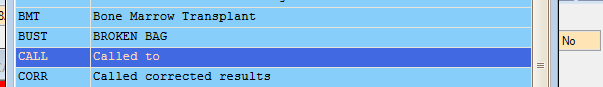 BMT Bone Marrow Transplant
BUST BROKEN BAG
No
CALL Called to
CORR Called corrected results